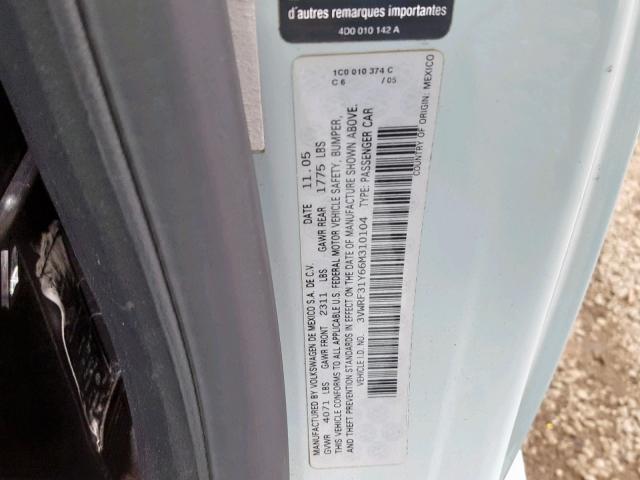 d'autres remarques importantes
4D0 010 142 A
1C0 010 374 C
C 6 / 05
MANUFACTURED BY VOLKSWAGEN DE MEXICO S.A. DE C.V. DATE 11.05
GVWR 4071 LBS GAWR FRONT 2311 LBS GAWR REAR 1775 LBS
THIS VEHICLE CONFORMS TO ALL APPLICABLE U.S. FEDERAL MOTOR VEHICLE SAFETY, BUMPER,
AND THEFT PREVENTION STANDARDS IN EFFECT ON THE DATE OF MANUFACTURE SHOWN ABOVE.
VEHICLE I.D. NO. 3VWRF31Y66M310104 TYPE: PASSENGER CAR
COUNTRY OF ORIGIN: MEXICO